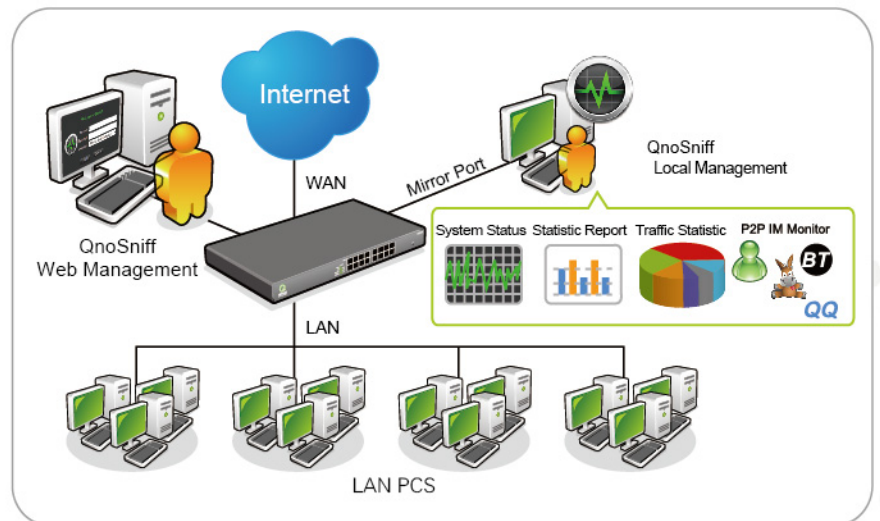 Internet
QnoSniff
Local Management
Mirror Port
WAN
QnoSniff
Web Management
System Status
Statistic Report
Traffic Statistic
P2P IM Monitor
BT
QQ
LAN
LAN PCS